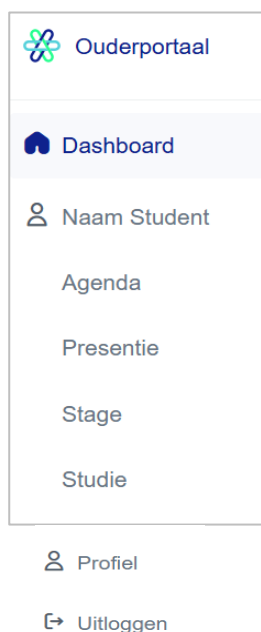 Ouderportaal
Dashboard
Naam Student
Agenda
Presentie
Stage
Studie
Profiel
Uitloggen